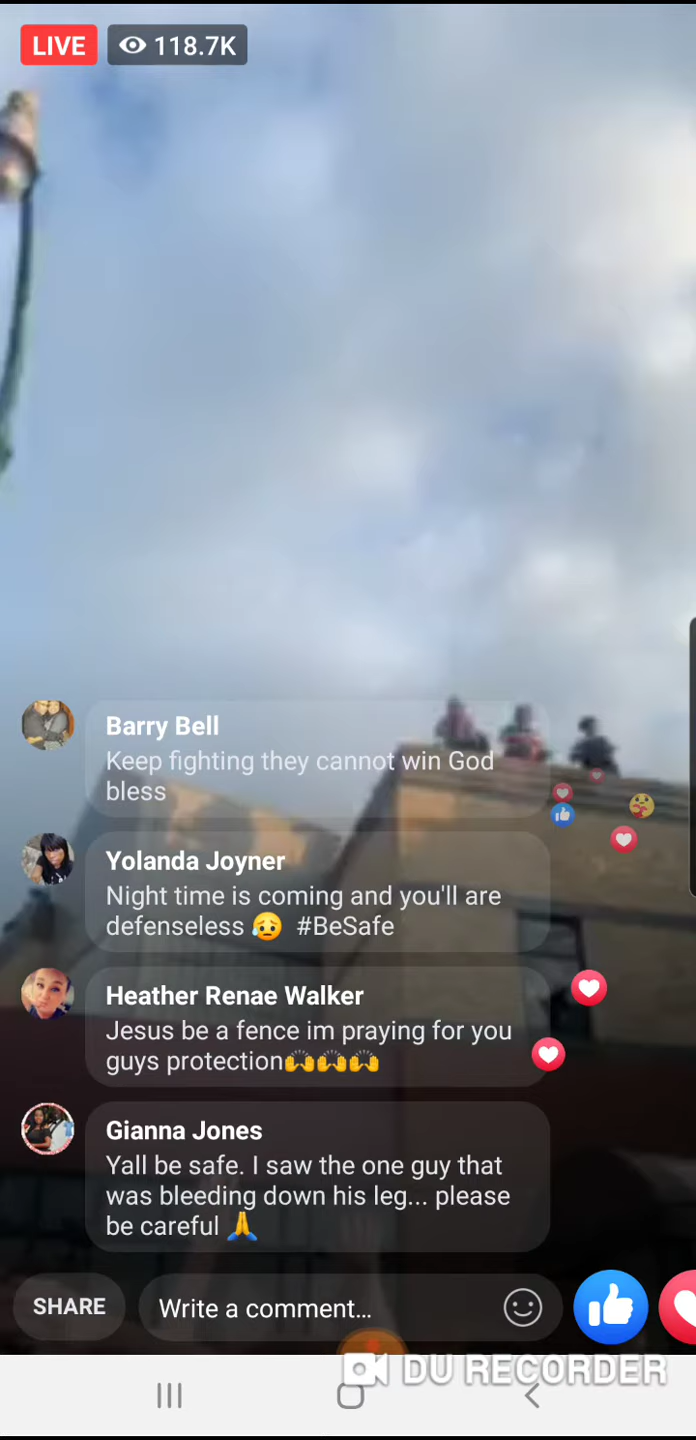 LIVE 118.7K
Barry Bell
Keep fighting they cannot win God
bless
Yolanda Joyner
Night time is coming and you'll are
defenseless 😥 #BeSafe
Heather Renae Walker
Jesus be a fence im praying for you
guys protection🙌🙌🙌
Gianna Jones
Yall be safe. I saw the one guy that
was bleeding down his leg... please
be careful 🙏
SHARE Write a comment...
DU RECORDER